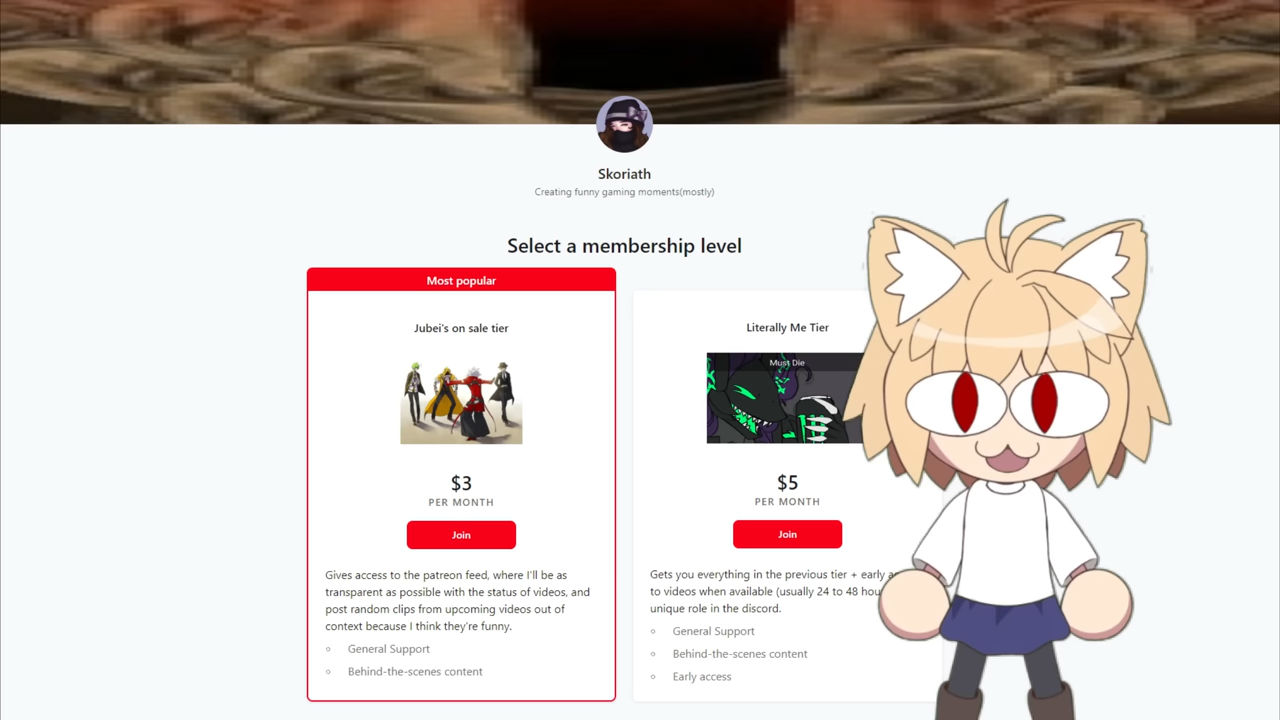 Skoriath
Creating funny gaming moments(mostly)
Select a membership level
Most popular
Jubei's on sale tier
$3
PER MONTH
Join
Gives access to the patreon feed, where I'll be as
transparent as possible with the status of videos, and
post random clips from upcoming videos out of
context because I think they're funny.
General Support
Behind-the-scenes content
Literally Me Tier
Must Die
$5
PER MONTH
Join
Gets you everything in the previous tier + early
to videos when available (usually 24 to 48
unique role in the discord.
General Support
Behind-the-scenes content
Early access